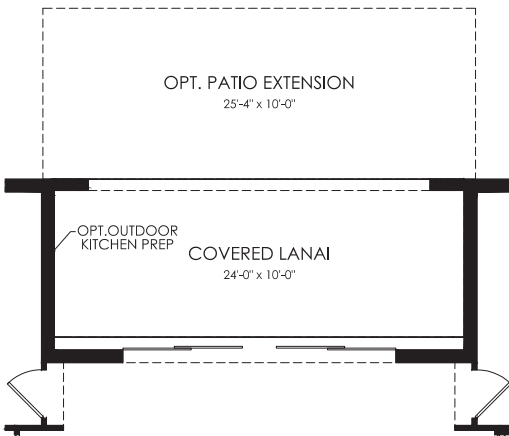 OPT. PATIO EXTENSION
25'-4" x 10'-0"
OPT.OUTDOOR
KITCHEN PREP
COVERED LANAI
24'-0" x 10'-0"